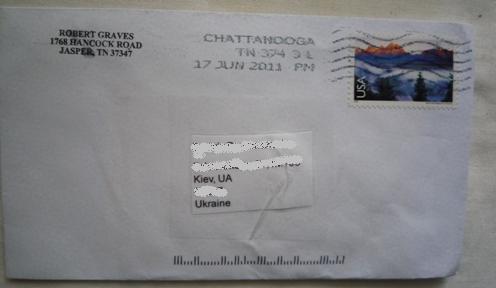 ROBERT GRAVES
1768 HANCOCK ROAD
JASPER, TN 37347
CHATTANOOGA
TN 374 3 L
17 JUN 2011 PM
USA
Kiev, UA
Ukraine